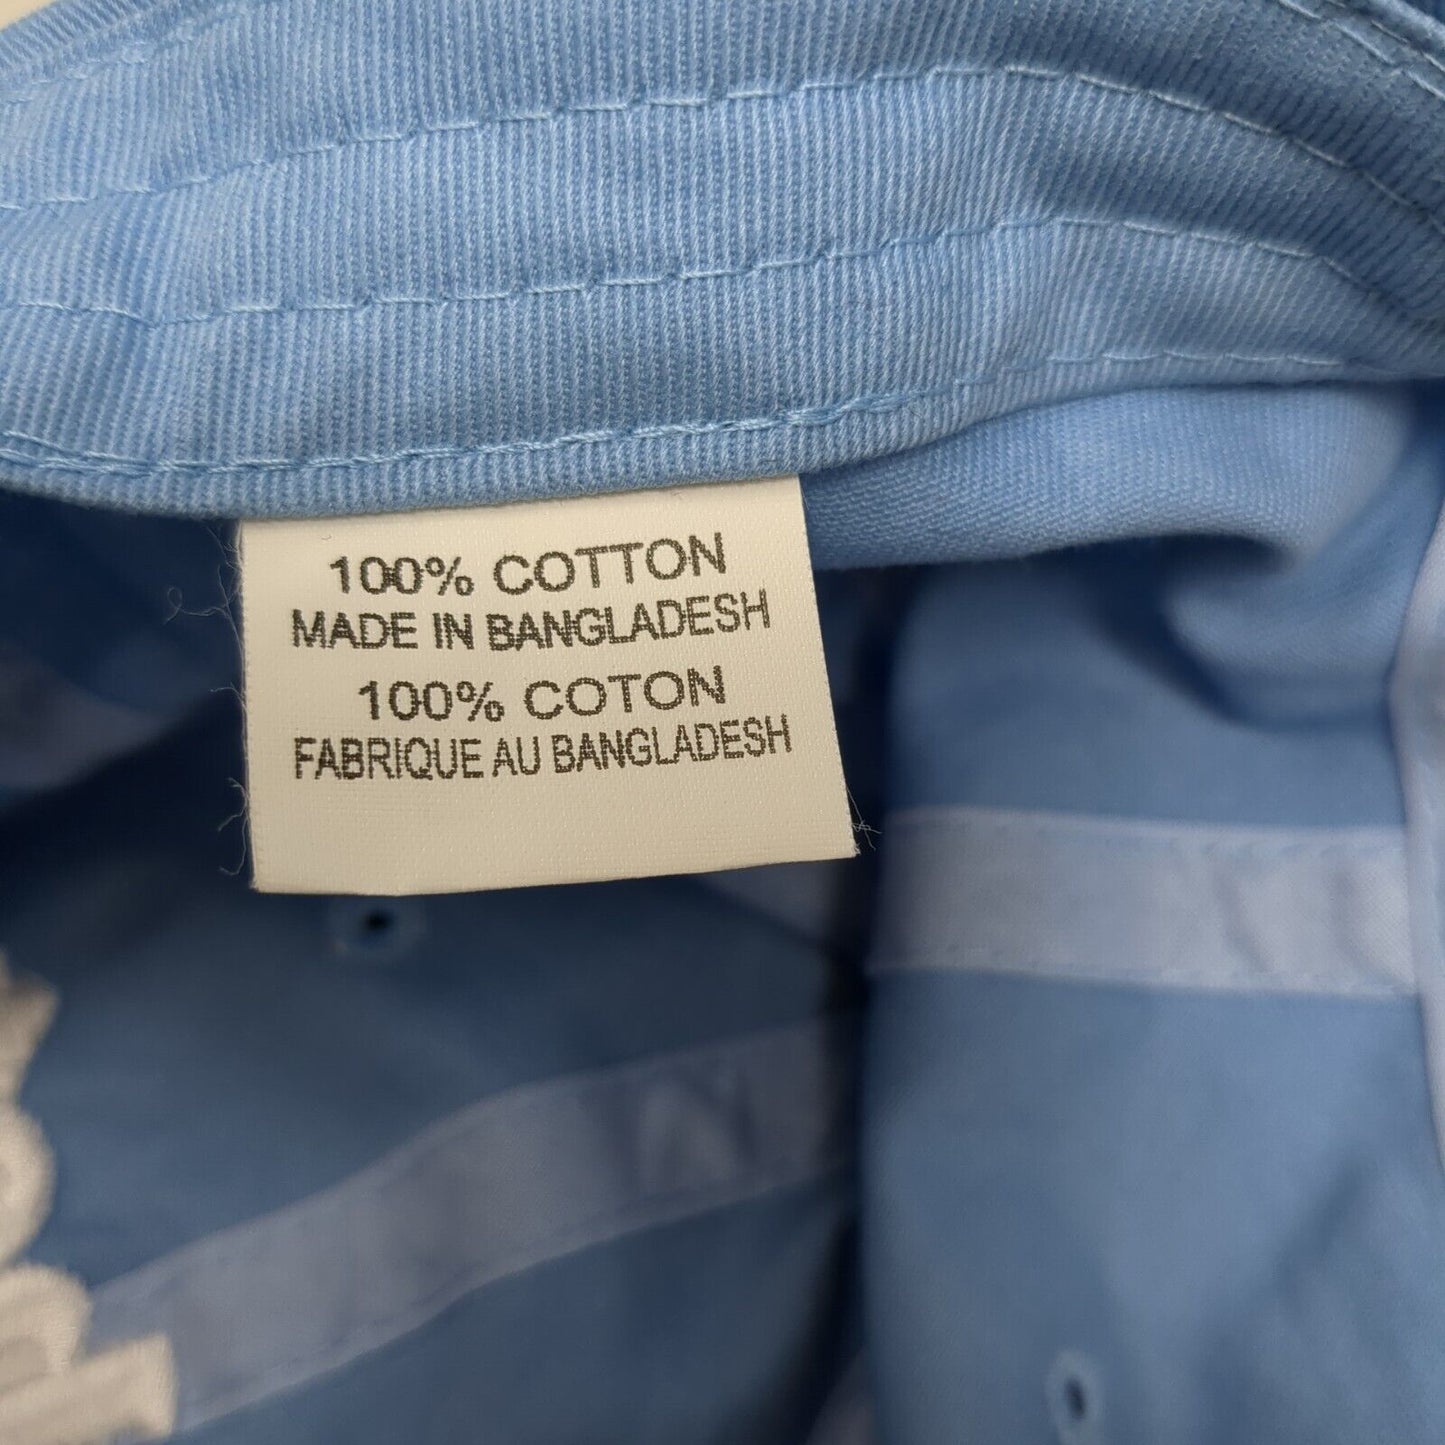 100% COTTON
MADE IN BANGLADESH
100% COTON
FABRIQUE AU BANGLADESH